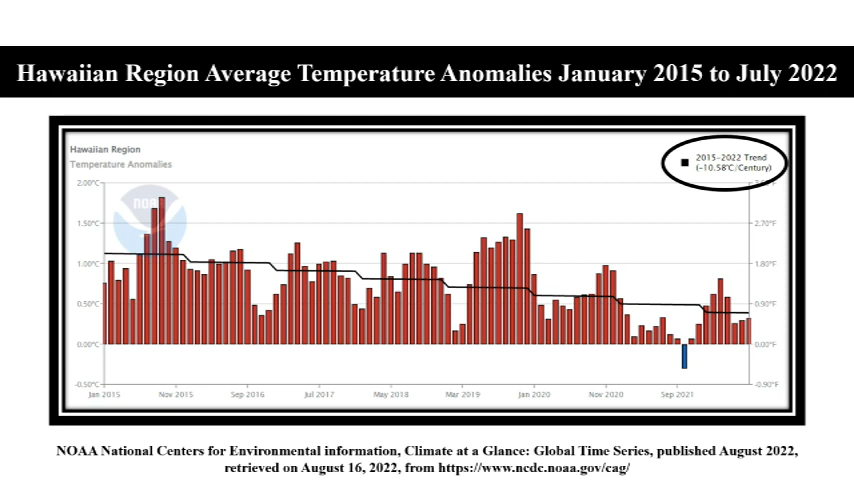 Hawaiian Region Average Temperature Anomalies January 2015 to July 2022
Hawaiian Region
Temperature Anomalies
2015-2022 Trend
(-10.58°C/Century)
2.00°C
1.50°C
1.00°C
0.50°C
0.00°C
-0.50°C
2.70°F
1.80°F
0.90°F
0.00°F
-0.90°F
Jan 2015 Nov 2015 Sep 2016 Jul 2017 May 2018 Mar 2019 Jan 2020 Nov 2020 Sep 2021
NOAA National Centers for Environmental information, Climate at a Glance: Global Time Series, published August 2022,
retrieved on August 16, 2022, from https://www.ncdc.noaa.gov/cag/